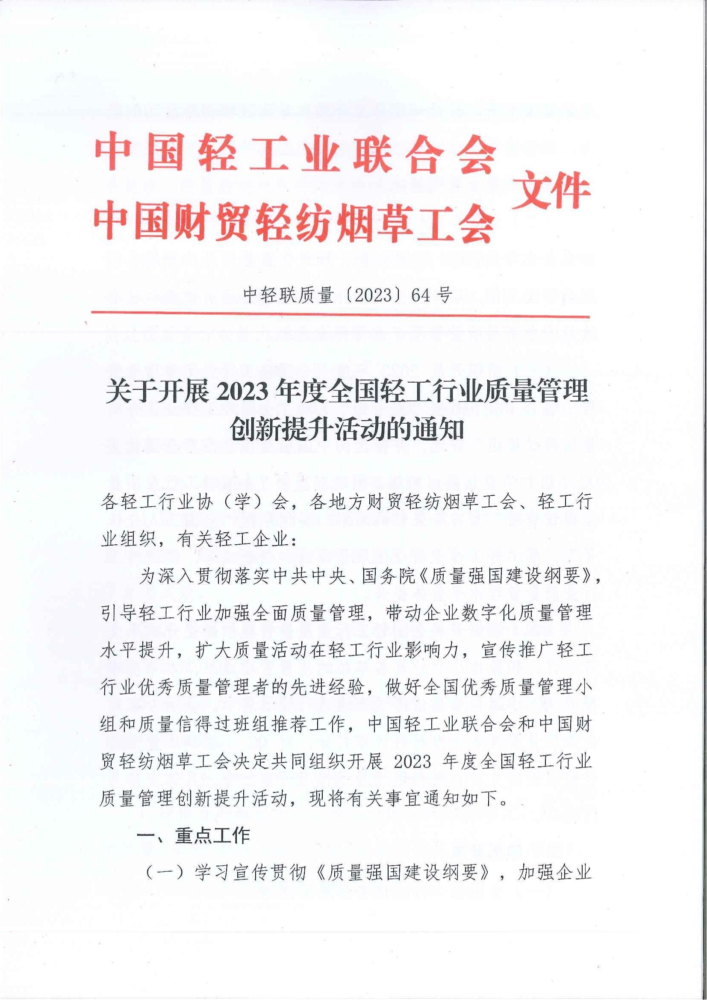 中国轻工业联合会
中国财贸轻纺烟草工会
文件
中轻联质量〔2023〕64号
关于开展 2023 年度全国轻工行业质量管理
创新提升活动的通知
各轻工行业协（学）会，各地方财贸轻纺烟草工会、轻工行
业组织，有关轻工企业：
为深入贯彻落实中共中央、国务院《质量强国建设纲要》，
引导轻工行业加强全面质量管理，带动企业数字化质量管理
水平提升，扩大质量活动在轻工行业影响力，宣传推广轻工
行业优秀质量管理者的先进经验，做好全国优秀质量管理小
组和质量信得过班组推荐工作，中国轻工业联合会和中国财
贸轻纺烟草工会决定共同组织开展 2023 年度全国轻工行业
质量管理创新提升活动，现将有关事宜通知如下。
一、重点工作
（一）学习宣传贯彻《质量强国建设纲要》，加强企业